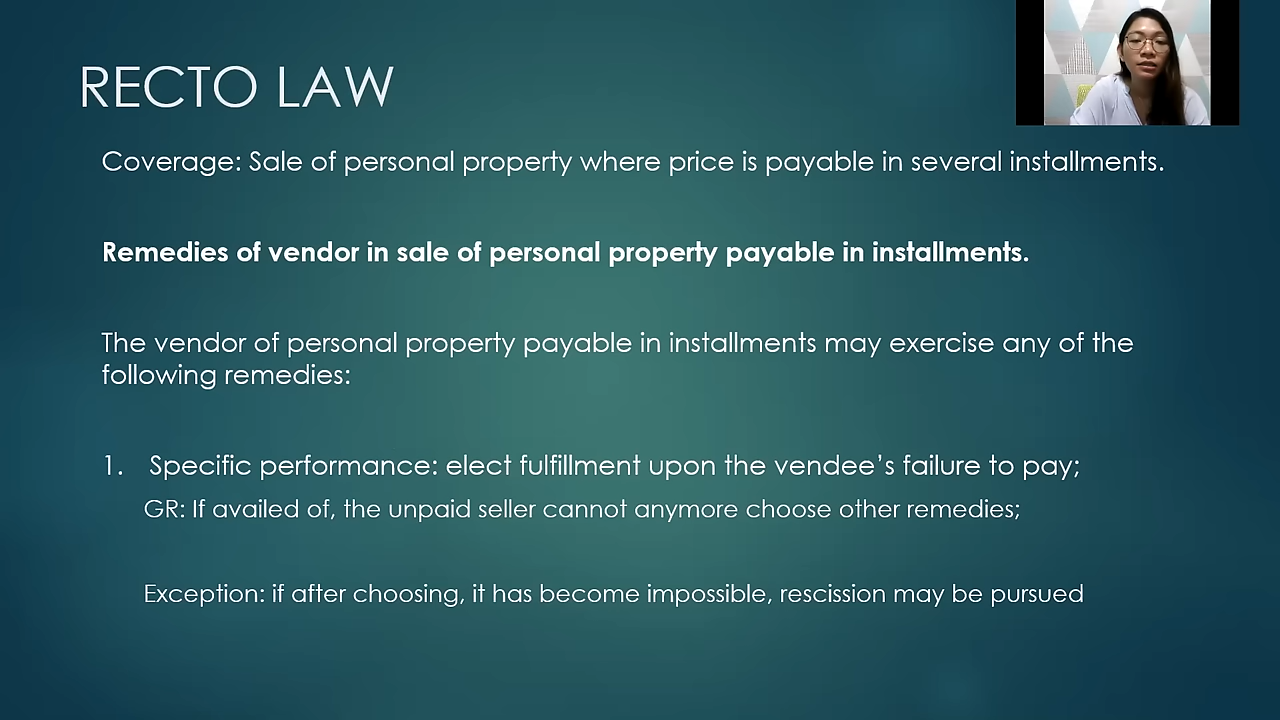 RECTO LAW
Coverage: Sale of personal property where price is payable in several installments.
Remedies of vendor in sale of personal property payable in installments.
The vendor of personal property payable in installments may exercise any of the
following remedies:
1. Specific performance: elect fulfillment upon the vendee’s failure to pay;
GR: If availed of, the unpaid seller cannot anymore choose other remedies;
Exception: if after choosing, it has become impossible, rescission may be pursued